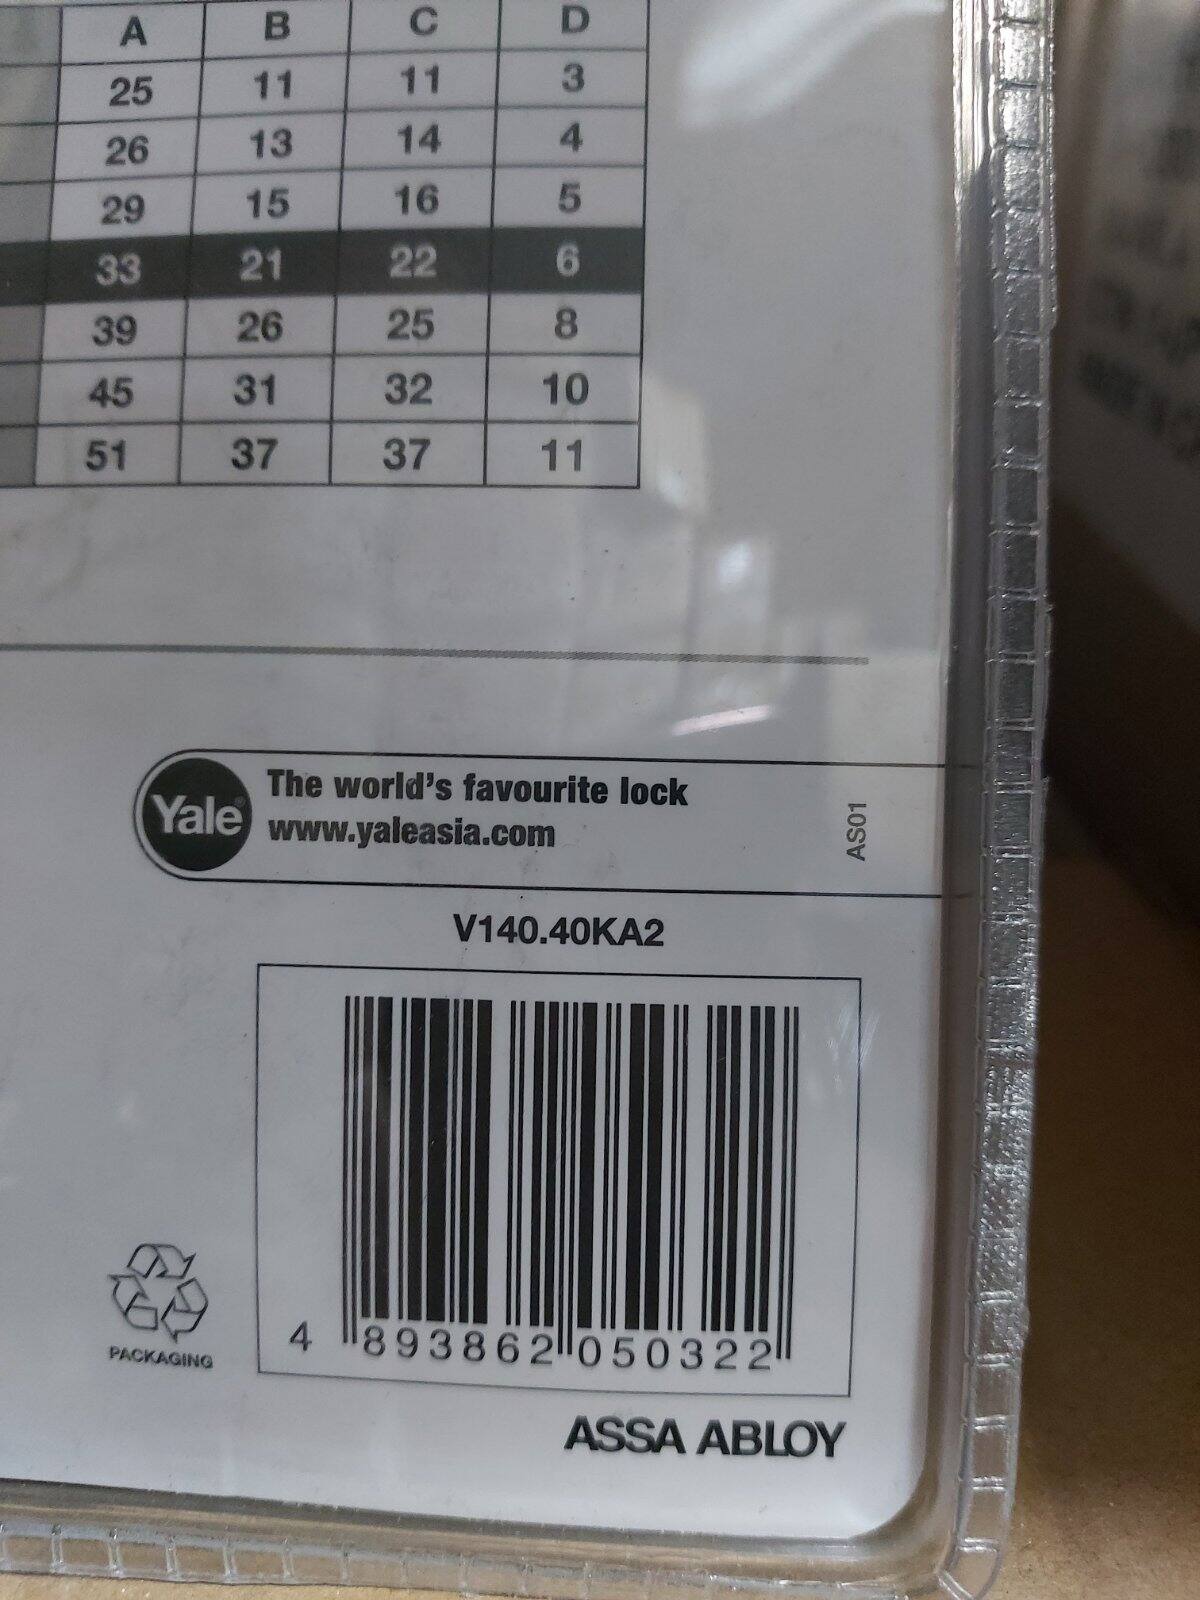 A B C D
25 11 11 3
26 13 14 4
29 15 16 5
33 21 22 6
39 26 25 8
45 31 32 10
51 37 37 11
Yale®
The world's favourite lock
www.yaleasia.com
AS01
V140.40KA2
4 893862 050322
PACKAGING
ASSA ABLOY